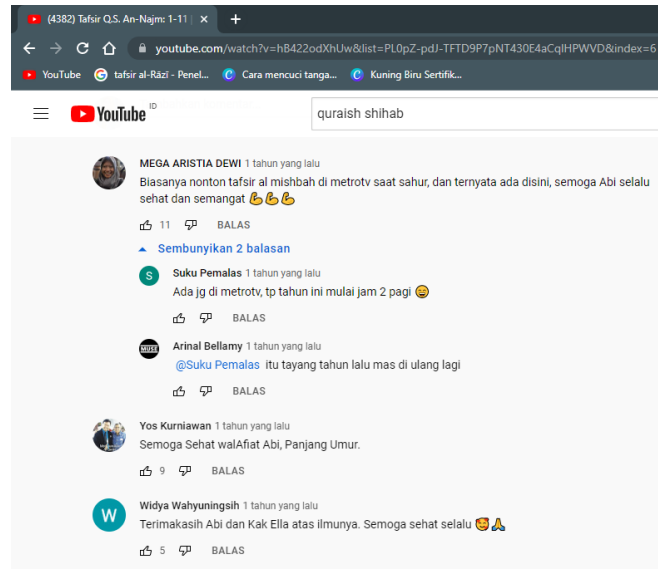 (4382) Tafsir Q.S. An-Najm: 1-11 |
youtube.com/watch?v=hB422odXhUw&list=PL0pZ-pdJ-TFTD9P7pNT430E4aCqIHPWVD&index=6
YouTube tafsir al-Rāzī - Penel... Cara mencuci tanga... Kuning Biru Sertifik...
YouTube ID quraish shihab
MEGA ARISTIA DEWI 1 tahun yang lalu
Biasanya nonton tafsir al mishbah di metrotv saat sahur, dan ternyata ada disini, semoga Abi selalu
sehat dan semangat 💪💪💪
11 BALAS
Sembunyikan 2 balasan
S
Suku Pemalas 1 tahun yang lalu
Ada jg di metrotv, tp tahun ini mulai jam 2 pagi 😄
BALAS
MUSE
Arinal Bellamy 1 tahun yang lalu
@Suku Pemalas itu tayang tahun lalu mas di ulang lagi
BALAS
Yos Kurniawan 1 tahun yang lalu
Semoga Sehat walAfiat Abi, Panjang Umur.
9 BALAS
W
Widya Wahyuningsih 1 tahun yang lalu
Terimakasih Abi dan Kak Ella atas ilmunya. Semoga sehat selalu 🥰🙏
5 BALAS